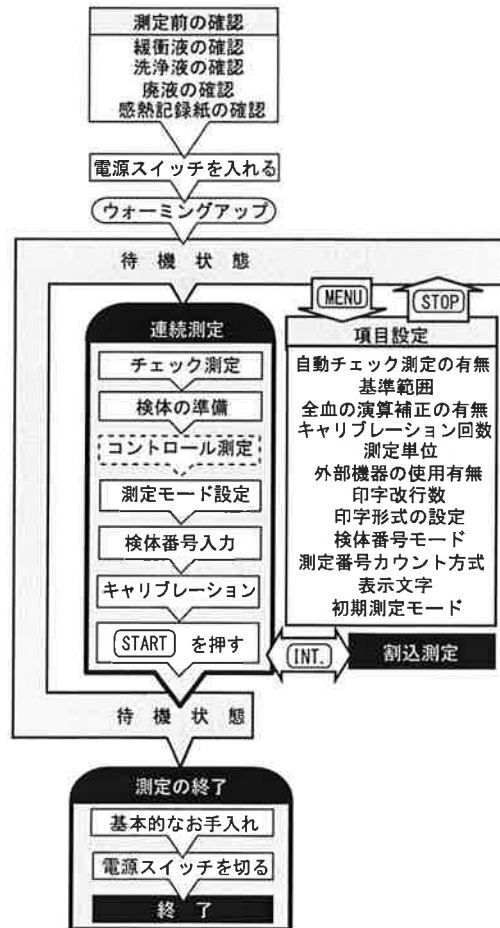 測定前の確認
緩衝液の確認
洗浄液の確認
廃液の確認
感熱記録紙の確認
電源スイッチを入れる
ウォーミングアップ
待機状態
MENU
STOP
連続測定
チェック測定
検体の準備
コントロール測定
測定モード設定
検体番号入力
キャリブレーション
START を押す
項目設定
自動チェック測定の有無
基準範囲
全血の演算補正の有無
キャリブレーション回数
測定単位
外部機器の使用有無
印字改行数
印字形式の設定
検体番号モード
測定番号カウント方式
表示文字
初期測定モード
INT.
割込測定
待機状態
測定の終了
基本的なお手入れ
電源スイッチを切る
終了